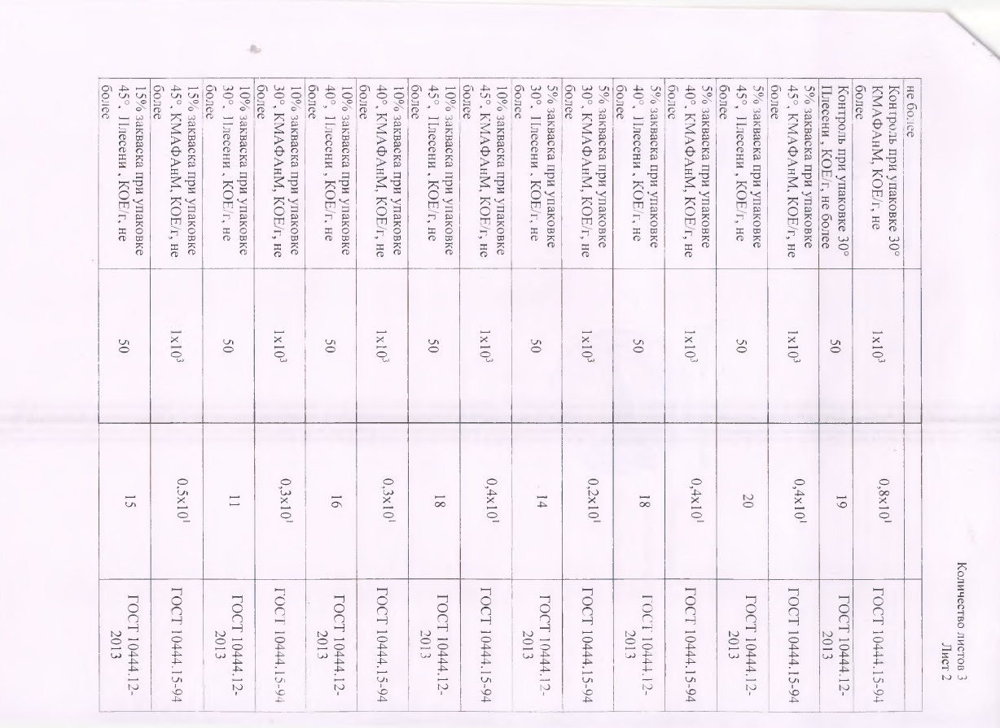 Количество листов 3
Лист 2
не более
Контроль при упаковке 30°
КМАФАнМ, КОЕ/г, не
более
1x10³
0,8x10¹
ГОСТ 10444.15-94
Контроль при упаковке 30°
Плесени , КОЕ/г, не более
50
19
ГОСТ 10444.12-
2013
5% закваска при упаковке
45°, КМАФАнМ, КОЕ/г, не
более
1x10³
0,4x10¹
ГОСТ 10444.15-94
5% закваска при упаковке
45°, Плесени , КОЕ/г, не
более
50
20
ГОСТ 10444.12-
2013
5% закваска при упаковке
40°, КМАФАнМ, КОЕ/г, не
более
1x10³
0,4x10¹
ГОСТ 10444.15-94
5% закваска при упаковке
40°, Плесени , КОЕ/г, не
более
50
18
ГОСТ 10444.12-
2013
5% закваска при упаковке
30°, КМАФАнМ, КОЕ/г, не
более
1x10³
0,2x10¹
ГОСТ 10444.15-94
5% закваска при упаковке
30°, Плесени , КОЕ/г, не
более
50
14
ГОСТ 10444.12-
2013
10% закваска при упаковке
45°, КМАФАнМ, КОЕ/г, не
более
1x10³
0,4x10¹
ГОСТ 10444.15-94
10% закваска при упаковке
45°, Плесени , КОЕ/г, не
более
50
18
ГОСТ 10444.12-
2013
10% закваска при упаковке
40°, КМАФАнМ, КОЕ/г, не
более
1x10³
0,3x10¹
ГОСТ 10444.15-94
10% закваска при упаковке
40°, Плесени , КОЕ/г, не
более
50
16
ГОСТ 10444.12-
2013
10% закваска при упаковке
30°, КМАФАнМ, КОЕ/г, не
более
1x10³
0,3x10¹
ГОСТ 10444.15-94
10% закваска при упаковке
30°, Плесени , КОЕ/г, не
более
50
11
ГОСТ 10444.12-
2013
15% закваска при упаковке
45°, КМАФАнМ, КОЕ/г, не
более
1x10³
0,5x10¹
ГОСТ 10444.15-94
15% закваска при упаковке
45°, Плесени , КОЕ/г, не
более
50
15
ГОСТ 10444.12-
2013